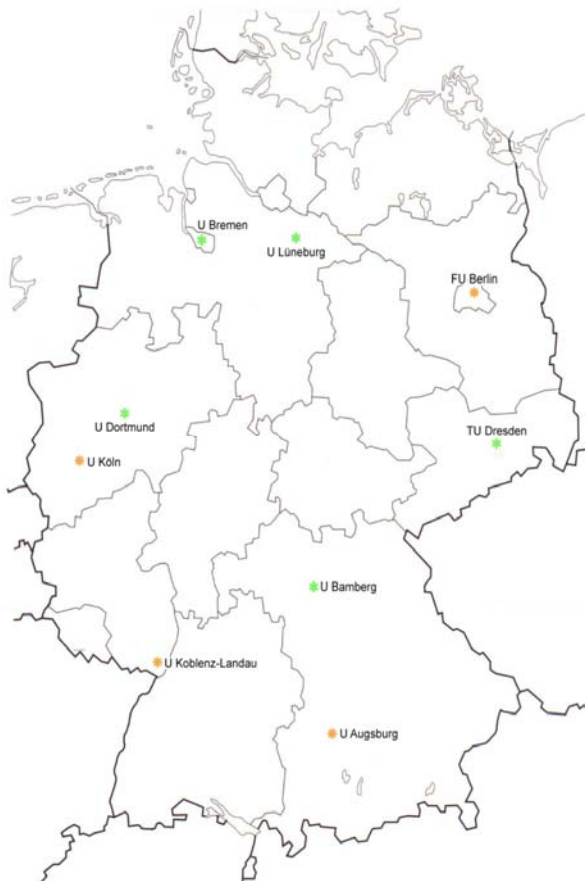 U Bremen
U Lüneburg
FU Berlin
U Dortmund
TU Dresden
U Köln
U Bamberg
U Koblenz-Landau
U Augsburg